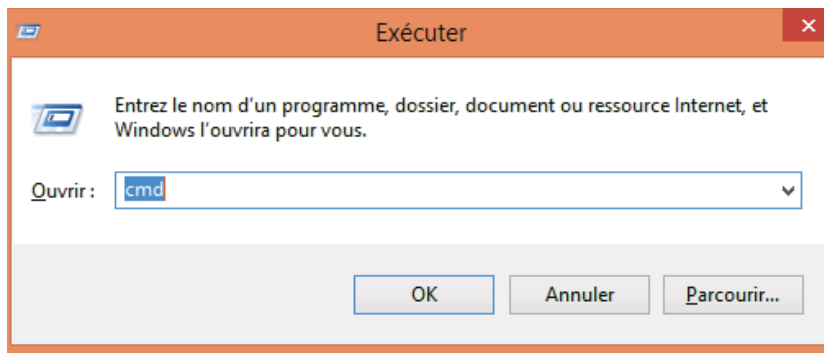 Exécuter
Entrez le nom d'un programme, dossier, document ou ressource Internet, et
Windows l'ouvrira pour vous.
Ouvrir : cmd
OK Annuler Parcourir...